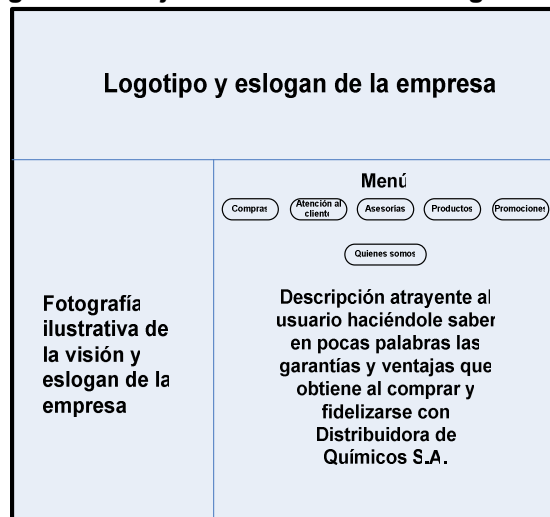 Logotipo y eslogan de la empresa
Menú
Compras
Atención al
cliente
Asesorias
Productos
Promociones
Quienes somos
Fotografía
ilustrativa de
la visión y
eslogan de la
empresa
Descripción atrayente al
usuario haciéndole saber
en pocas palabras las
garantías y ventajas que
obtiene al comprar y
fidelizarse con
Distribuidora de
Químicos S.A.